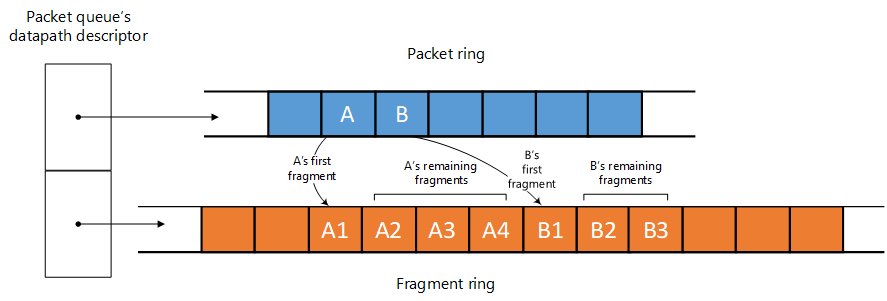 Packet queue's
datapath descriptor
Packet ring
A B
A's first
fragment
A's remaining
fragments
B's
first
fragment
B's remaining
fragments
A1 A2 A3 A4 B1 B2 B3
Fragment ring